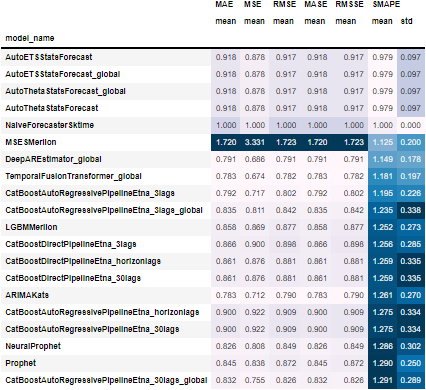 MAE MSE RMSE MASE RMSSE SMAPE
mean mean mean mean mean mean std
model_name
AutoETSStatsForecast 0.918 0.878 0.917 0.918 0.917 0.979 0.097
AutoETSStatsForecast_global 0.918 0.878 0.917 0.918 0.917 0.979 0.097
AutoThetaStatsForecast_global 0.918 0.878 0.917 0.918 0.917 0.979 0.097
AutoThetaStatsForecast 0.918 0.878 0.917 0.918 0.917 0.979 0.097
NaiveForecasterSktime 1.000 1.000 1.000 1.000 1.000 1.000 0.000
MSESMerlion 1.720 3.331 1.723 1.720 1.723 1.125 0.200
DeepAREstimator_global 0.791 0.686 0.791 0.791 0.791 1.149 0.178
TemporalFusionTransformer_global 0.783 0.674 0.782 0.783 0.782 1.181 0.197
CatBoostAutoRegressivePipelineEtna_3lags 0.792 0.717 0.802 0.792 0.802 1.195 0.226
CatBoostAutoRegressivePipelineEtna_3lags_global 0.835 0.811 0.842 0.835 0.842 1.235 0.338
LGBMMerlion 0.858 0.869 0.877 0.858 0.877 1.252 0.273
CatBoostDirectPipelineEtna_3lags 0.866 0.900 0.898 0.866 0.898 1.256 0.285
CatBoostDirectPipelineEtna_horizonlags 0.861 0.876 0.881 0.861 0.881 1.259 0.335
CatBoostDirectPipelineEtna_30lags 0.861 0.876 0.881 0.861 0.881 1.259 0.335
ARIMAKats 0.783 0.712 0.790 0.783 0.790 1.261 0.270
CatBoostAutoRegressivePipelineEtna_horizonlags 0.900 0.922 0.909 0.900 0.909 1.275 0.334
CatBoostAutoRegressivePipelineEtna_30lags 0.900 0.922 0.909 0.900 0.909 1.275 0.334
NeuralProphet 0.826 0.808 0.849 0.826 0.849 1.286 0.302
Prophet 0.845 0.838 0.872 0.845 0.872 1.290 0.250
CatBoostAutoRegressivePipelineEtna_30lags_global 0.832 0.755 0.826 0.832 0.826 1.291 0.289